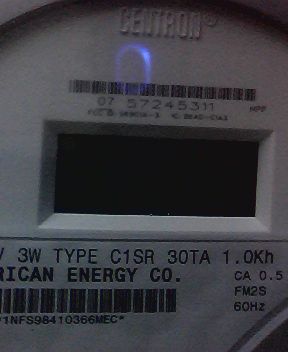 CENTRON®
07 57245311
3W TYPE C1SR 30TA 1.0Kh
RICAN ENERGY CO.
CA 0.5
FM2S
60Hz
1NFS98410366MEC*